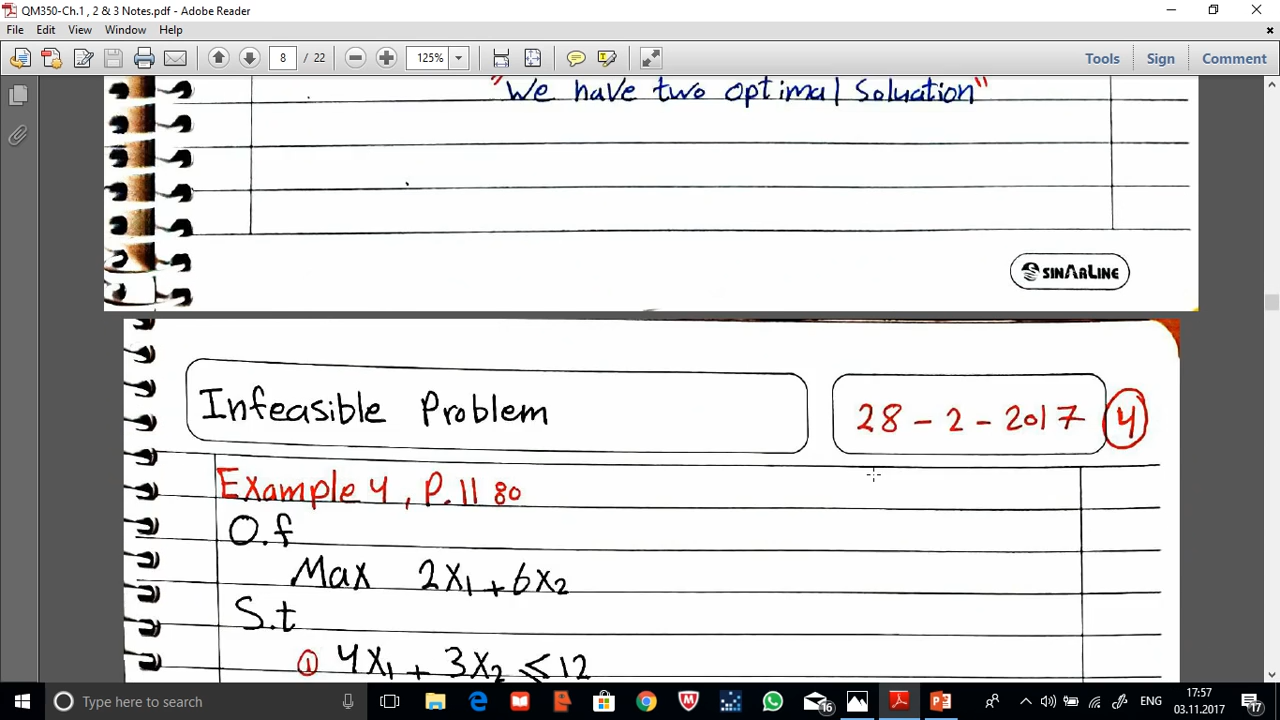 QM350-Ch.1, 2 & 3 Notes.pdf - Adobe Reader
File Edit View Window Help
8 / 22 125% Tools Sign Comment
"We have two optimal Soluation"
SINARLINE
Infeasible Problem 28-2-2017 4
Example 4, P.11 80
O.f
Max 2X₁ + 6X₂
S.t
① 4X₁ + 3X₂ ≤ 12
Type here to search 16 ENG 17:57
03.11.2017 17